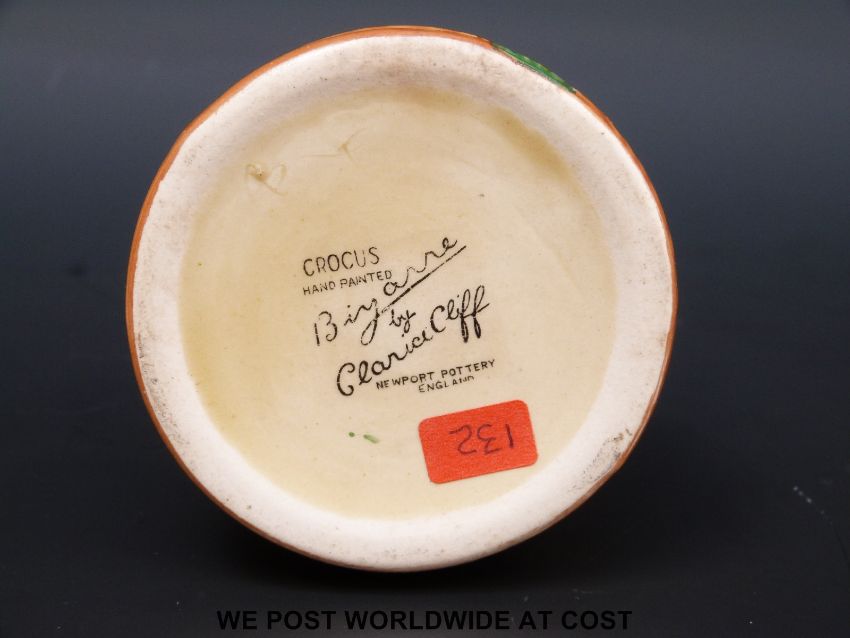 CROCUS
HAND PAINTED
Bizarre
by
Clarice Cliff
NEWPORT POTTERY
ENGLAND
132
WE POST WORLDWIDE AT COST